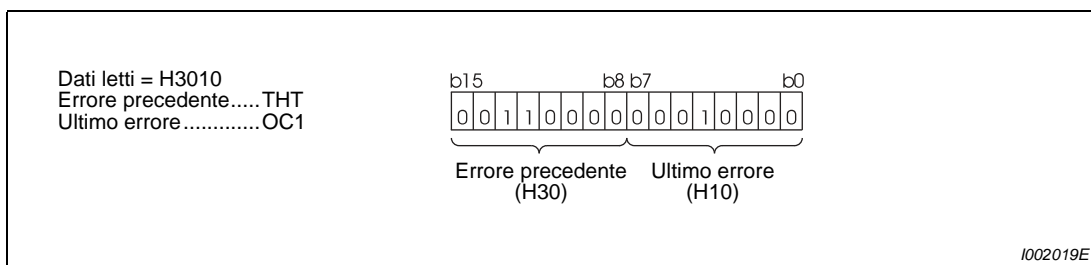 Dati letti = H3010
Errore precedente.....THT
Ultimo errore.............OC1
b15 b8 b7 b0
0 0 1 1 0 0 0 0 0 0 0 1 0 0 0 0
Errore precedente Ultimo errore
(H30) (H10)
I002019E